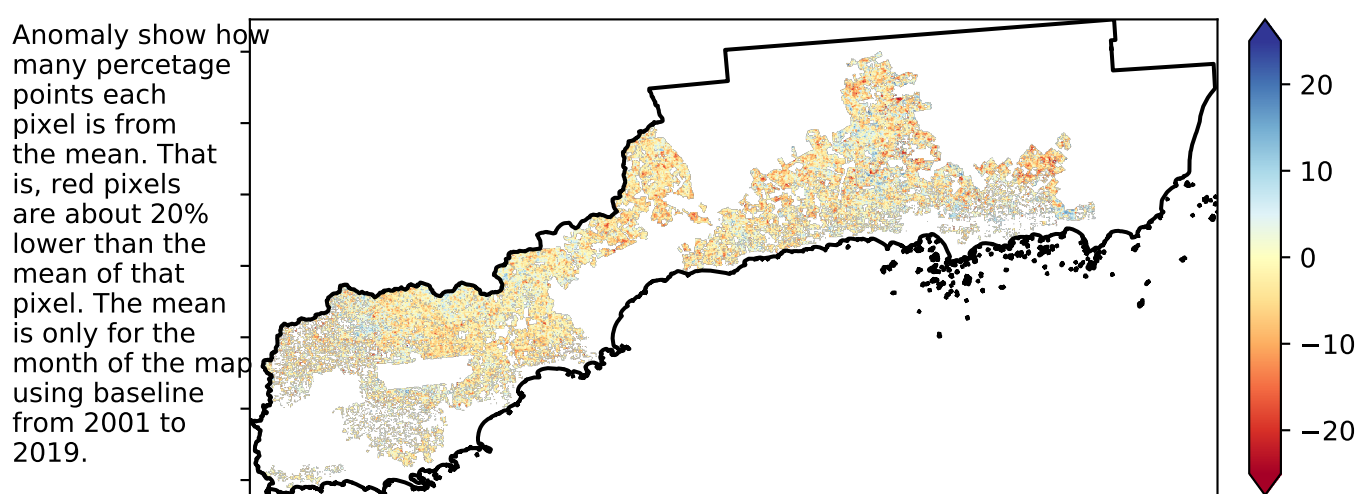 Anomaly show how
many percetage
points each
pixel is from
the mean. That
is, red pixels
are about 20%
lower than the
mean of that
pixel. The mean
is only for the
month of the map
using baseline
from 2001 to
2019.
20
10
0
−10
−20